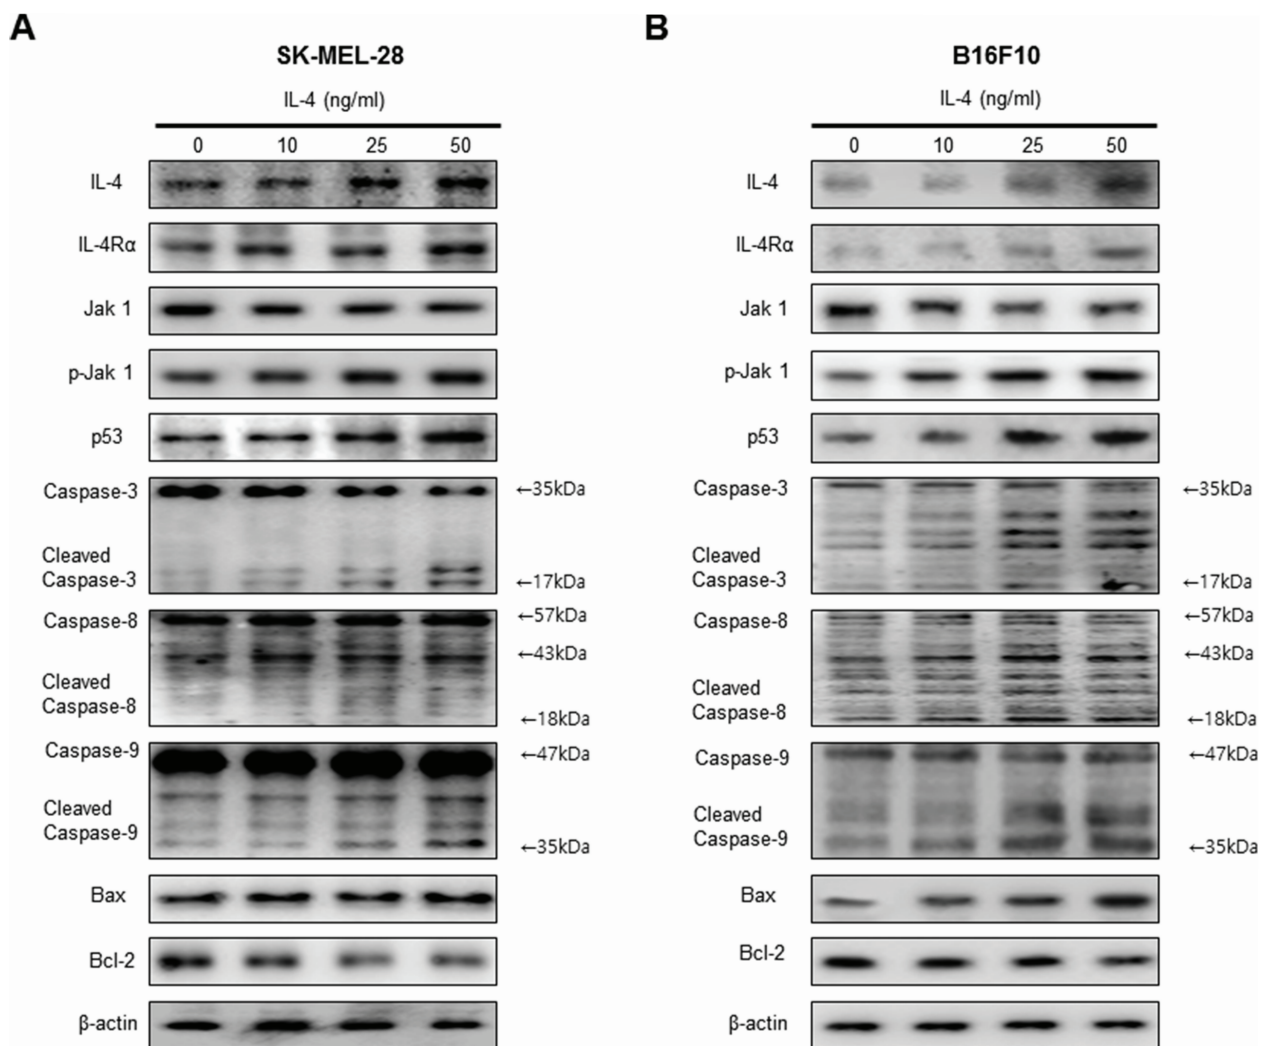 A
SK-MEL-28
IL-4 (ng/ml)
0 10 25 50
IL-4
IL-4Rα
Jak 1
p-Jak 1
p53
Caspase-3 ←35kDa
Cleaved
Caspase-3 ←17kDa
Caspase-8 ←57kDa
←43kDa
Cleaved
Caspase-8 ←18kDa
Caspase-9 ←47kDa
Cleaved
Caspase-9 ←35kDa
Bax
Bcl-2
β-actin
B
B16F10
IL-4 (ng/ml)
0 10 25 50
IL-4
IL-4Rα
Jak 1
p-Jak 1
p53
Caspase-3 ←35kDa
Cleaved
Caspase-3 ←17kDa
Caspase-8 ←57kDa
←43kDa
Cleaved
Caspase-8 ←18kDa
Caspase-9 ←47kDa
Cleaved
Caspase-9 ←35kDa
Bax
Bcl-2
β-actin